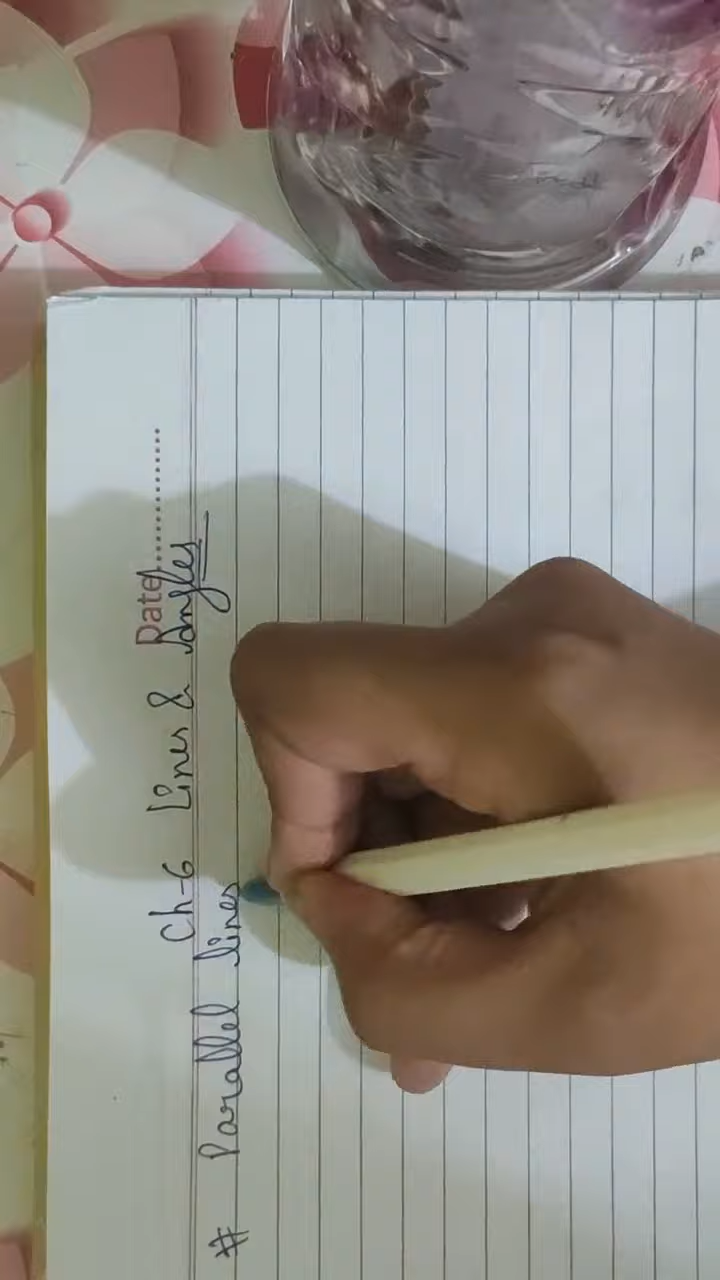 Date..............
Ch-6 Lines & Angles
# Parallel lines